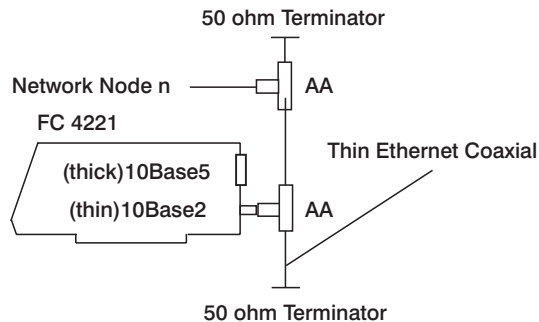 50 ohm Terminator
Network Node n
AA
FC 4221
Thin Ethernet Coaxial
(thick)10Base5
(thin)10Base2
AA
50 ohm Terminator